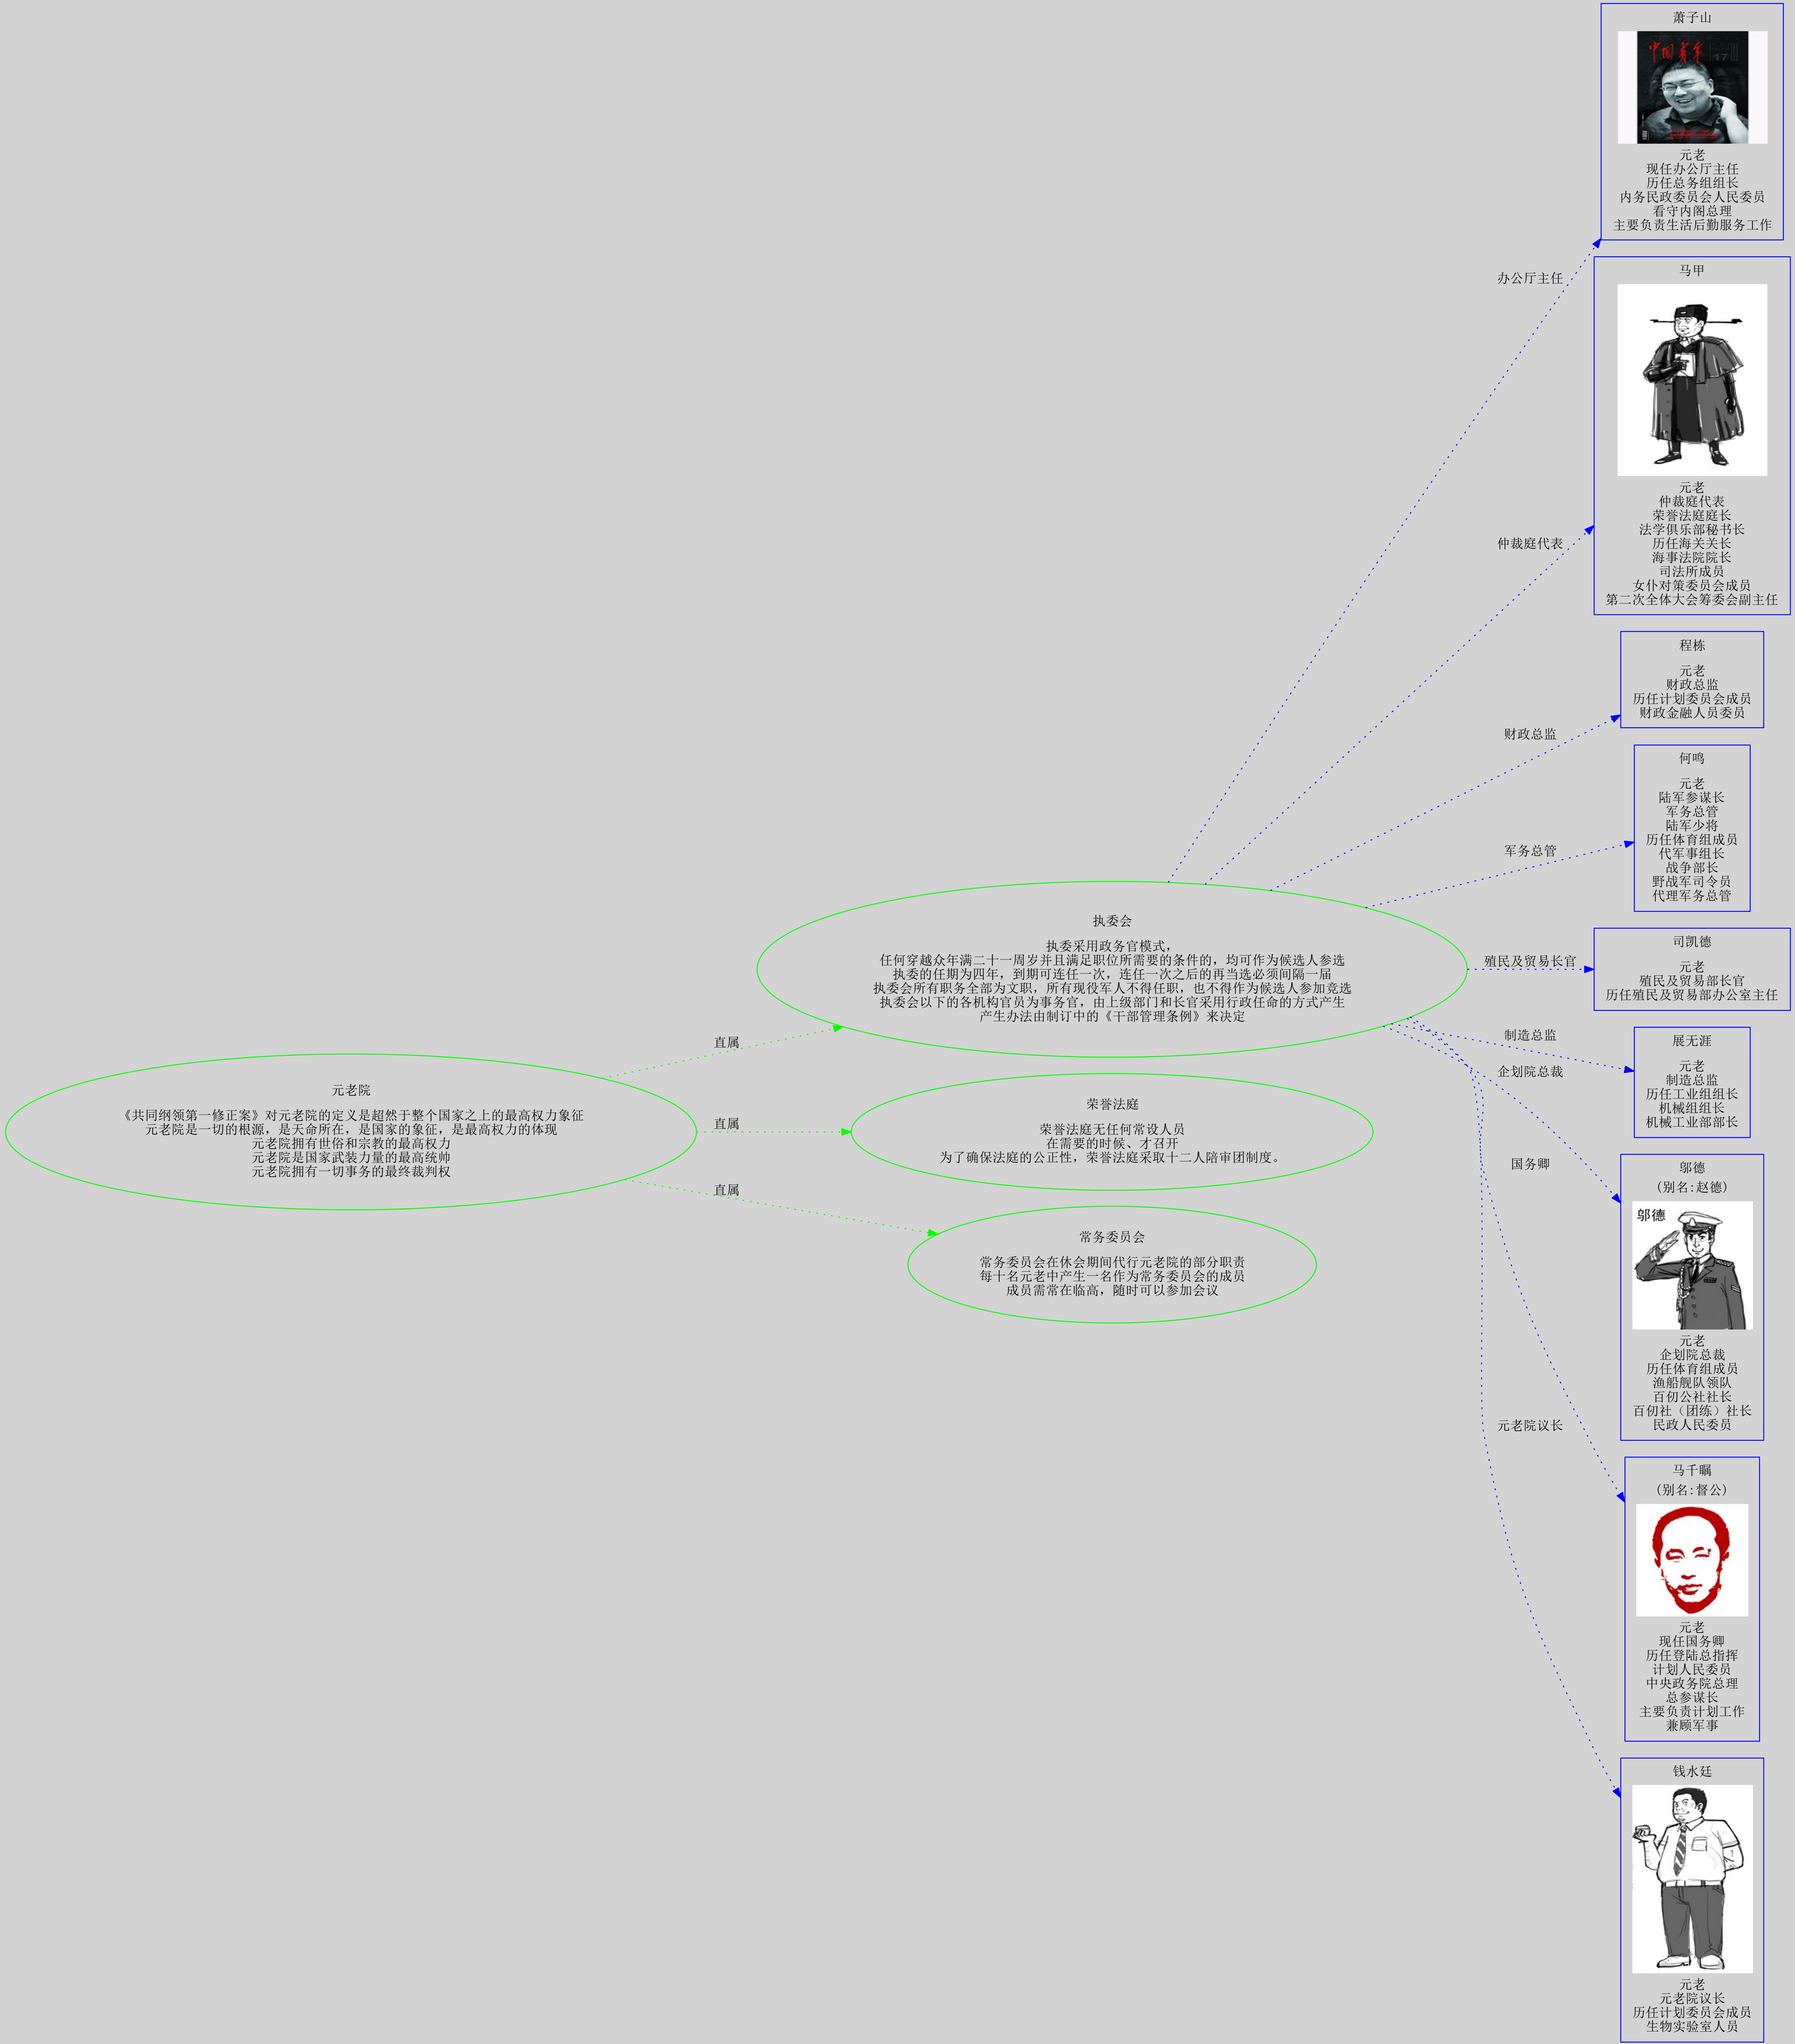 萧子山
中国青年
17
元老
现任办公厅主任
历任总务组组长
内务民政委员会人民委员
看守内阁总理
主要负责生活后勤服务工作
办公厅主任
马甲
元老
仲裁庭代表
荣誉法庭庭长
法学俱乐部秘书长
历任海关关长
海事法院院长
司法所成员
女仆对策委员会成员
第二次全体大会筹委会副主任
仲裁庭代表
程栋
元老
财政总监
历任计划委员会成员
财政金融人员委员
财政总监
何鸣
元老
陆军参谋长
军务总管
陆军少将
历任体育组成员
代军事组长
战争部长
野战军司令员
代理军务总管
军务总管
执委会
执委采用政务官模式，
任何穿越众年满二十一周岁并且满足职位所需要的条件的，均可作为候选人参选
执委的任期为四年，到期可连任一次，连任一次之后的再当选必须间隔一届
执委会所有职务全部为文职，所有现役军人不得任职，也不得作为候选人参加竞选
执委会以下的各机构官员为事务官，由上级部门和长官采用行政任命的方式产生
产生办法由制订中的《干部管理条例》来决定
司凯德
元老
殖民及贸易部长官
历任殖民及贸易部办公室主任
殖民及贸易长官
展无涯
元老
制造总监
历任工业组组长
机械组组长
机械工业部部长
制造总监
企划院总裁
直属
元老院
《共同纲领第一修正案》对元老院的定义是超然于整个国家之上的最高权力象征
元老院是一切的根源，是天命所在，是国家的象征，是最高权力的体现
元老院拥有世俗和宗教的最高权力
元老院是国家武装力量的最高统帅
元老院拥有一切事务的最终裁判权
直属
荣誉法庭
荣誉法庭无任何常设人员
在需要的时候、才召开
为了确保法庭的公正性，荣誉法庭采取十二人陪审团制度。
直属
常务委员会
常务委员会在休会期间代行元老院的部分职责
每十名元老中产生一名作为常务委员会的成员
成员需常在临高，随时可以参加会议
国务卿
邬德
(别名:赵德)
邬德
元老
企划院总裁
历任体育组成员
渔船舰队领队
百仞公社社长
百仞社（团练）社长
民政人民委员
元老院议长
马千瞩
(别名:督公)
元老
现任国务卿
历任登陆总指挥
计划人民委员
中央政务院总理
总参谋长
主要负责计划工作
兼顾军事
钱水廷
元老
元老院议长
历任计划委员会成员
生物实验室人员